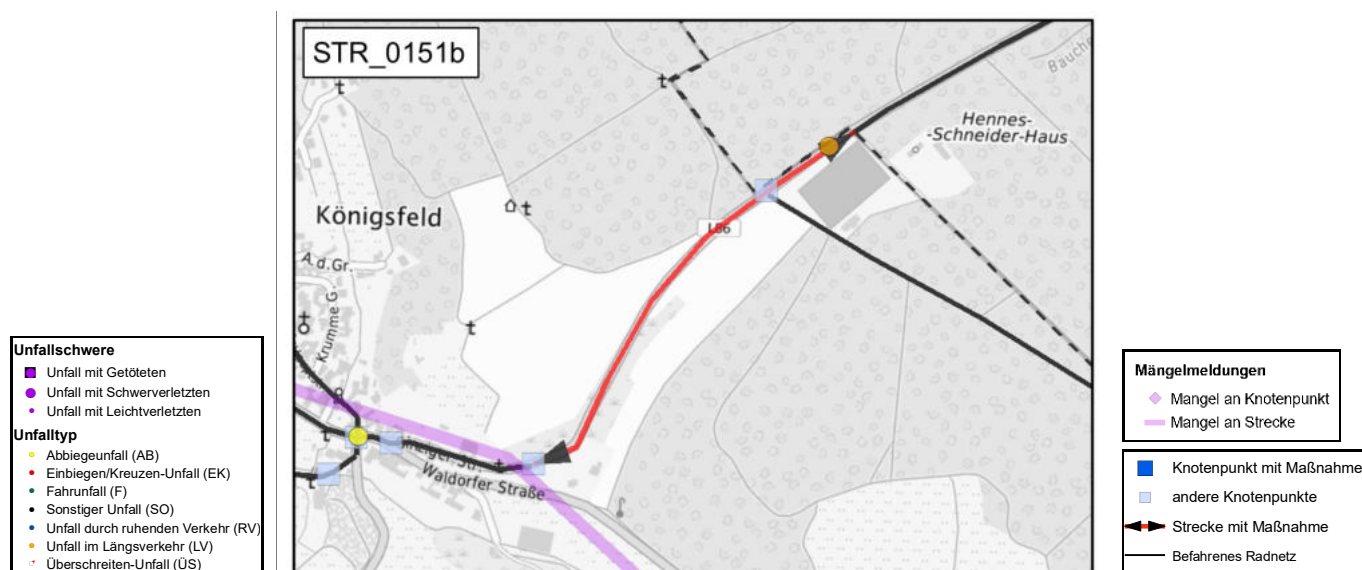 STR_0151b
Bauche
Hennes-
-Schneider-Haus
Königsfeld
L86
A.d.Gr.
Krumme G.
Waldorfer Straße
Unfallschwere
Unfall mit Getöteten
Unfall mit Schwerverletzten
Unfall mit Leichtverletzten
Unfalltyp
Abbiegeunfall (AB)
Einbiegen/Kreuzen-Unfall (EK)
Fahrunfall (F)
Sonstiger Unfall (SO)
Unfall durch ruhenden Verkehr (RV)
Unfall im Längsverkehr (LV)
Überschreiten-Unfall (ÜS)
Mängelmeldungen
Mangel an Knotenpunkt
Mangel an Strecke
Knotenpunkt mit Maßnahme
andere Knotenpunkte
Strecke mit Maßnahme
Befahrenes Radnetz